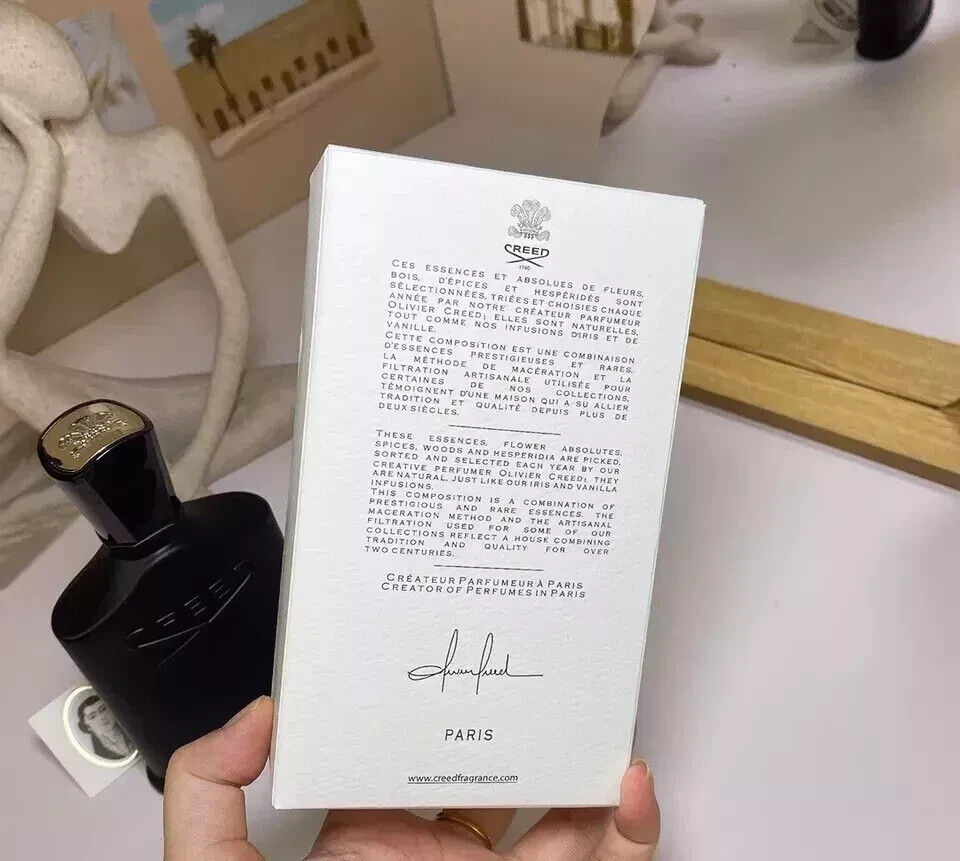 CREED
1760
CES ESSENCES ET ABSOLUES DE FLEURS,
BOIS, D'ÉPICES ET HESPÉRIDÉS SONT
SÉLECTIONNÉES, TRIÉES ET CHOISIES CHAQUE
ANNÉE PAR NOTRE CRÉATEUR PARFUMEUR
OLIVIER CREED; ELLES SONT NATURELLES,
TOUT COMME NOS INFUSIONS D'IRIS ET DE
VANILLE.
CETTE COMPOSITION EST UNE COMBINAISON
D'ESSENCES PRESTIGIEUSES ET RARES.
LA MÉTHODE DE MACÉRATION ET LA
FILTRATION ARTISANALE UTILISÉE POUR
CERTAINES DE NOS COLLECTIONS,
TÉMOIGNENT D'UNE MAISON QUI A SU ALLIER
TRADITION ET QUALITÉ DEPUIS PLUS DE
DEUX SIÈCLES.
THESE ESSENCES, FLOWER ABSOLUTES,
SPICES, WOODS AND HESPERIDIA ARE PICKED,
SORTED AND SELECTED EACH YEAR BY OUR
CREATIVE PERFUMER OLIVIER CREED; THEY
ARE NATURAL, JUST LIKE OUR IRIS AND VANILLA
INFUSIONS.
THIS COMPOSITION IS A COMBINATION OF
PRESTIGIOUS AND RARE ESSENCES. THE
MACERATION METHOD AND THE ARTISANAL
FILTRATION USED FOR SOME OF OUR
COLLECTIONS REFLECT A HOUSE COMBINING
TRADITION AND QUALITY FOR OVER
TWO CENTURIES.
CRÉATEUR PARFUMEUR À PARIS
CREATOR OF PERFUMES IN PARIS
PARIS
www.creedfragrance.com
CREED